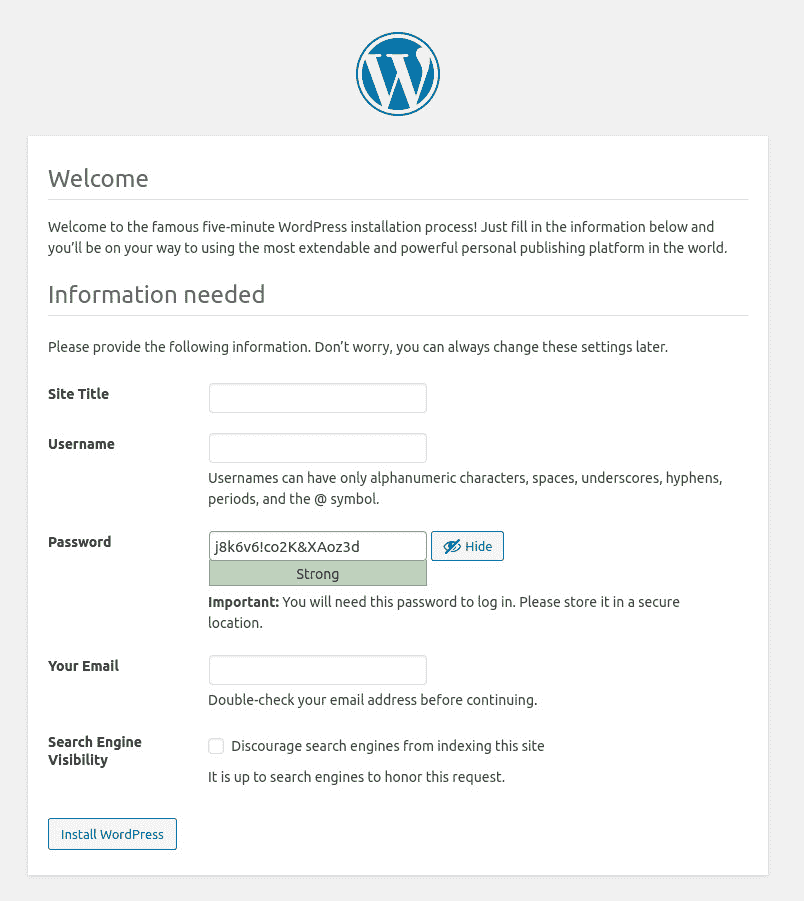 Welcome
Welcome to the famous five-minute WordPress installation process! Just fill in the information below and
you’ll be on your way to using the most extendable and powerful personal publishing platform in the world.
Information needed
Please provide the following information. Don’t worry, you can always change these settings later.
Site Title
Username
Usernames can have only alphanumeric characters, spaces, underscores, hyphens,
periods, and the @ symbol.
Password
j8k6v6!co2K&XAoz3d
Hide
Strong
Important: You will need this password to log in. Please store it in a secure
location.
Your Email
Double-check your email address before continuing.
Search Engine
Visibility
Discourage search engines from indexing this site
It is up to search engines to honor this request.
Install WordPress